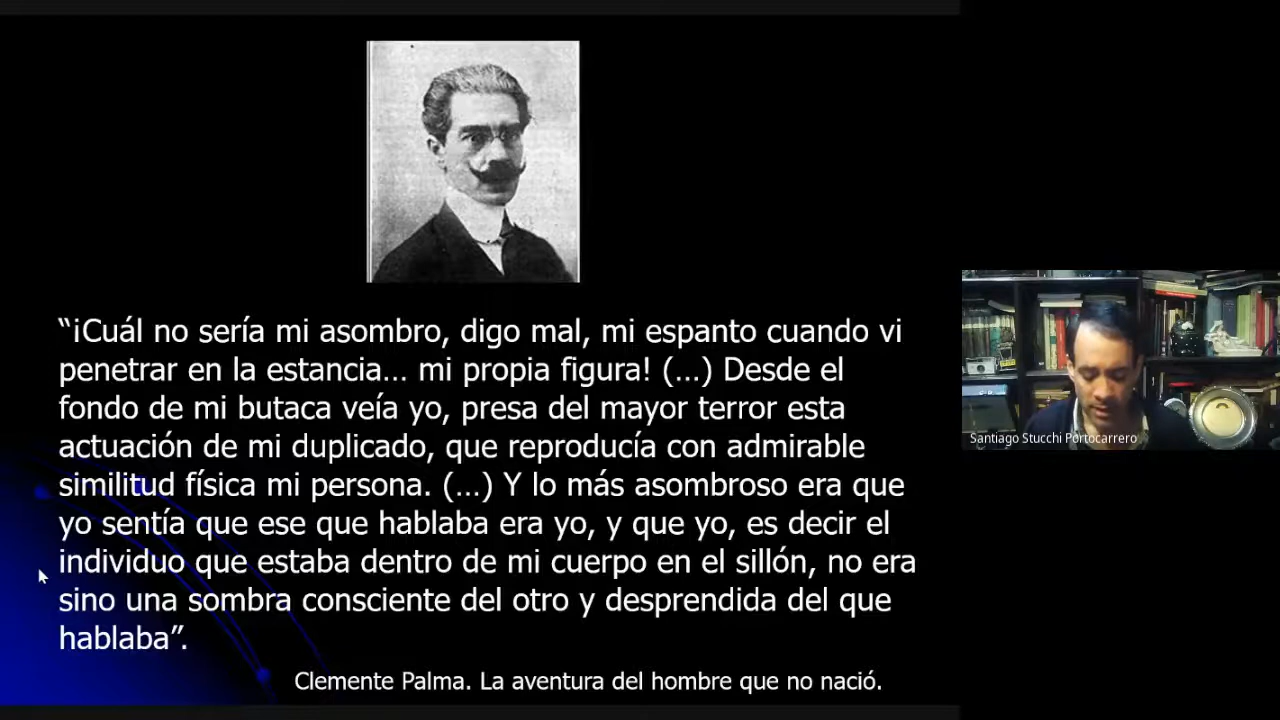 “¡Cuál no sería mi asombro, digo mal, mi espanto cuando vi
penetrar en la estancia... mi propia figura! (...) Desde el
fondo de mi butaca veía yo, presa del mayor terror esta
actuación de mi duplicado, que reproducía con admirable
similitud física mi persona. (...) Y lo más asombroso era que
yo sentía que ese que hablaba era yo, y que yo, es decir el
individuo que estaba dentro de mi cuerpo en el sillón, no era
sino una sombra consciente del otro y desprendida del que
hablaba”.
Clemente Palma. La aventura del hombre que no nació.
Santiago Stucchi Portocarrero